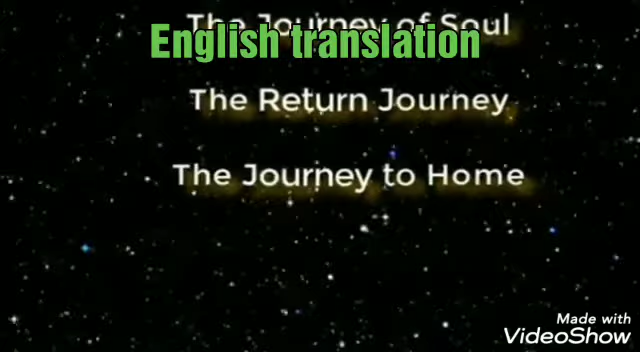 The Journey of Soul
English translation
The Return Journey
The Journey to Home
Made with
VideoShow